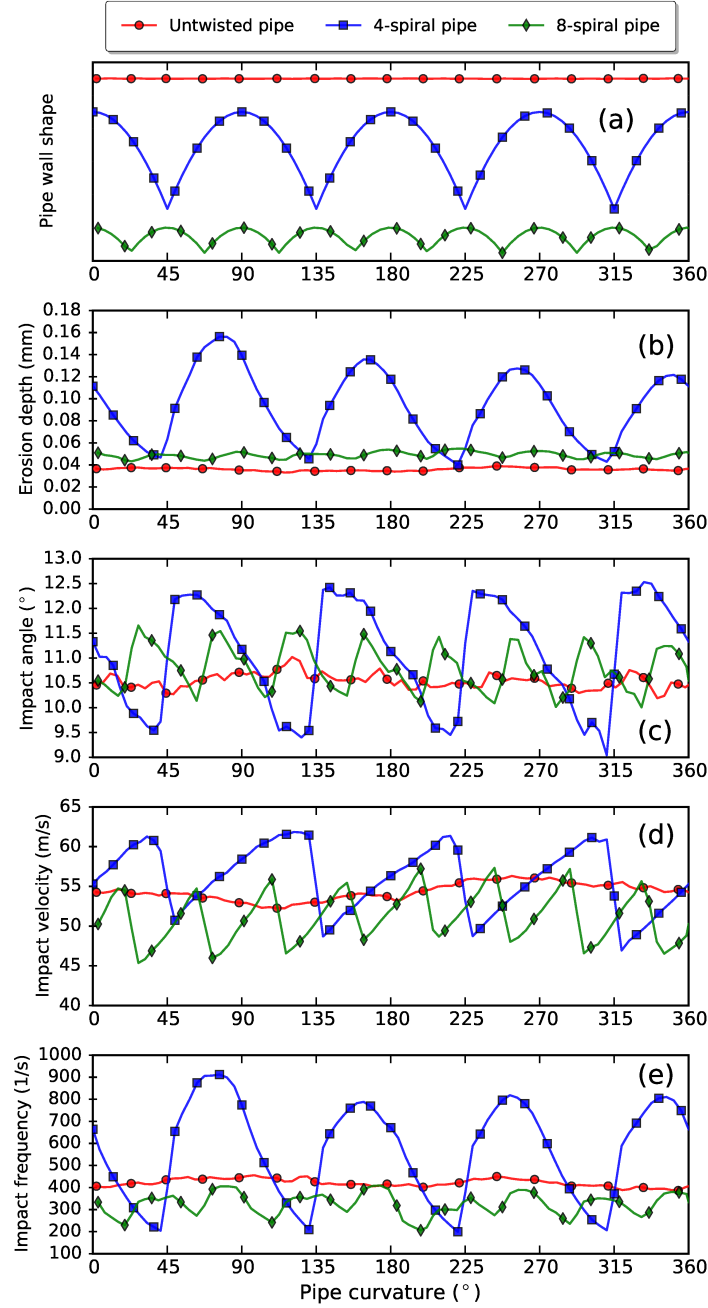 Untwisted pipe 4-spiral pipe 8-spiral pipe
Pipe wall shape
(a)
0 45 90 135 180 225 270 315 360
Erosion depth (mm)
0.18
0.16
0.14
0.12
0.10
0.08
0.06
0.04
0.02
0.00
(b)
0 45 90 135 180 225 270 315 360
Impact angle (°)
13.0
12.5
12.0
11.5
11.0
10.5
10.0
9.5
9.0
(c)
0 45 90 135 180 225 270 315 360
Impact velocity (m/s)
65
60
55
50
45
40
(d)
0 45 90 135 180 225 270 315 360
Impact frequency (1/s)
1000
900
800
700
600
500
400
300
200
100
(e)
0 45 90 135 180 225 270 315 360
Pipe curvature (°)